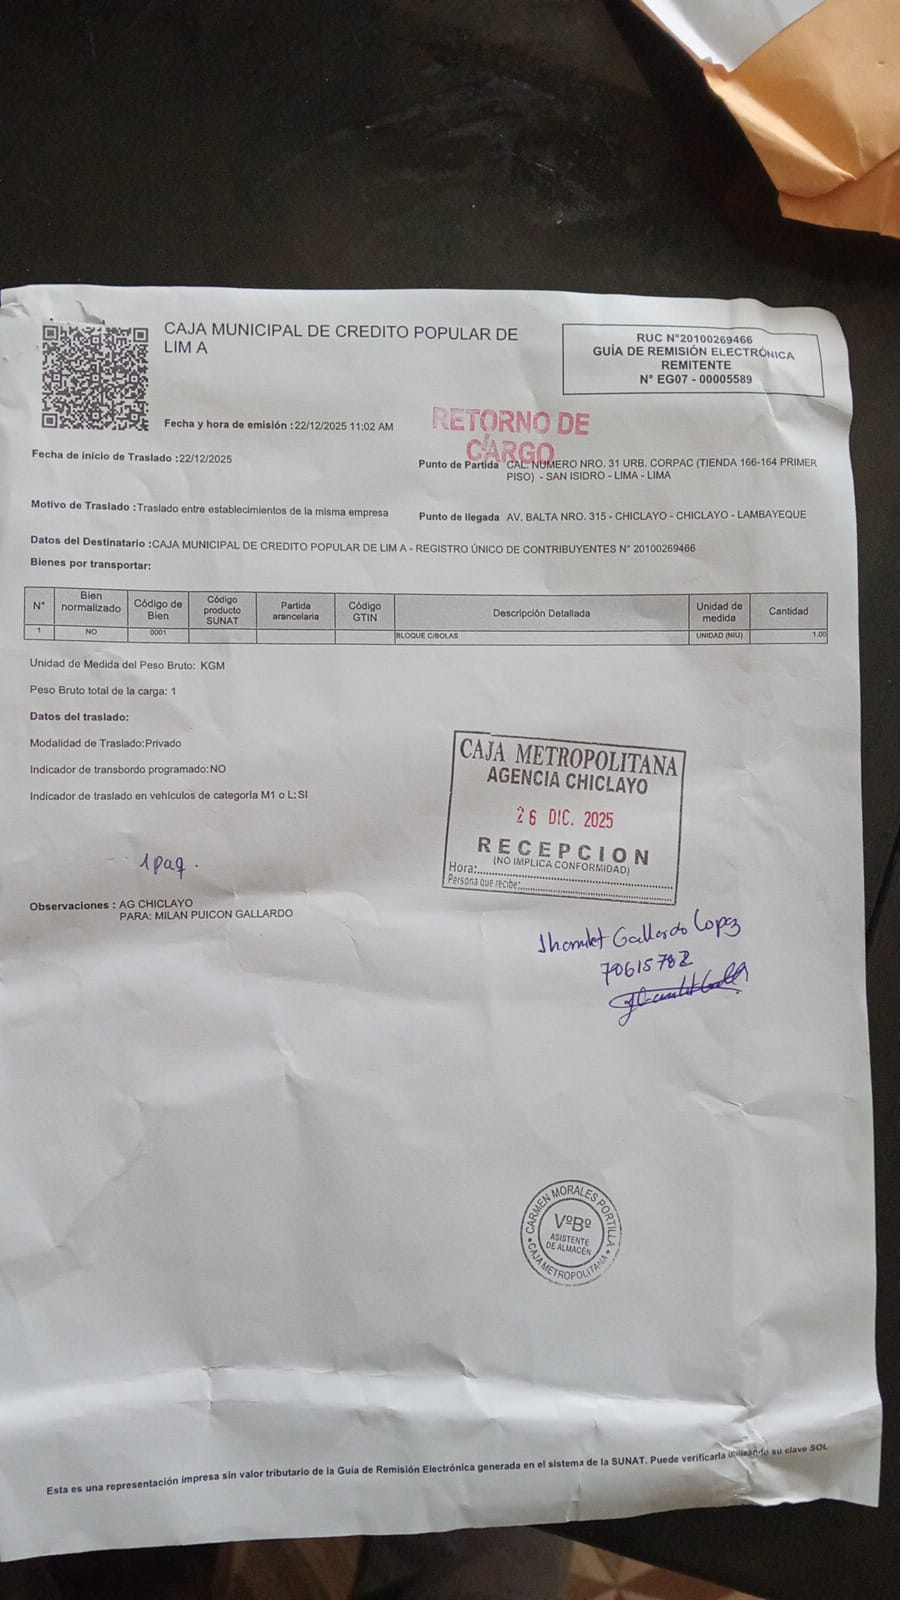 CAJA MUNICIPAL DE CREDITO POPULAR DE
LIM A
RUC N°20100269466
GUÍA DE REMISIÓN ELECTRÓNICA
REMITENTE
N° EG07 - 00005589
Fecha y hora de emisión :22/12/2025 11:02 AM
RETORNO DE
CARGO
Fecha de inicio de Traslado :22/12/2025
Punto de Partida CAL. NUMERO NRO. 31 URB. CORPAC (TIENDA 166-164 PRIMER
PISO) - SAN ISIDRO - LIMA - LIMA
Motivo de Traslado :Traslado entre establecimientos de la misma empresa
Punto de llegada AV. BALTA NRO. 315 - CHICLAYO - CHICLAYO - LAMBAYEQUE
Datos del Destinatario :CAJA MUNICIPAL DE CREDITO POPULAR DE LIM A - REGISTRO ÚNICO DE CONTRIBUYENTES N° 20100269466
Bienes por transportar:
N° Bien normalizado Código de Bien Código producto SUNAT Partida arancelaria Código GTIN Descripción Detallada Unidad de medida Cantidad
1 NO 0001 BLOQUE C/BOLAS UNIDAD (NIU) 1.00
Unidad de Medida del Peso Bruto: KGM
Peso Bruto total de la carga: 1
Datos del traslado:
Modalidad de Traslado:Privado
Indicador de transbordo programado:NO
Indicador de traslado en vehículos de categoría M1 o L:SI
CAJA METROPOLITANA
AGENCIA CHICLAYO
26 DIC. 2025
RECEPCION
(NO IMPLICA CONFORMIDAD)
Hora:
Persona que recibe:
1 paq.
Observaciones : AG CHICLAYO
PARA: MILAN PUICON GALLARDO
Gallardo Lopez
70615782
CARMEN MORALES PORTILLA
VºBº
ASISTENTE
DE ALMACÉN
CAJA METROPOLITANA
Esta es una representación impresa sin valor tributario de la Guía de Remisión Electrónica generada en el sistema de la SUNAT. Puede verificarla utilizando su clave SOL